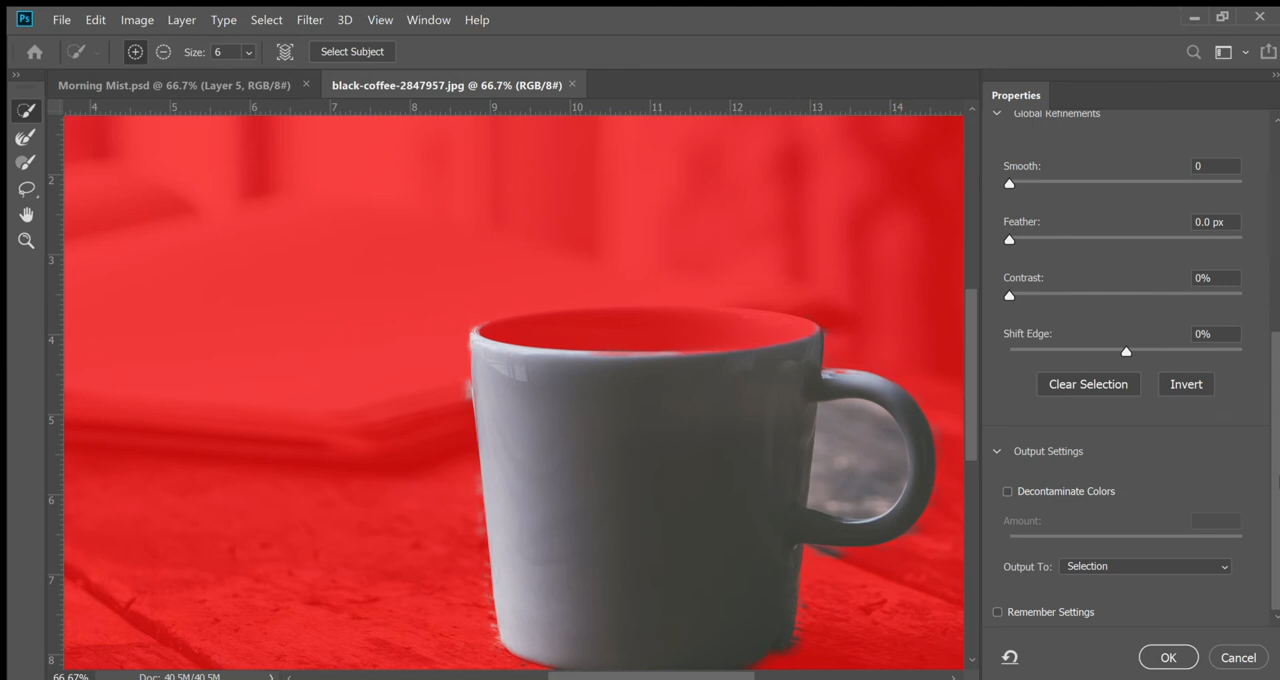 Ps File Edit Image Layer Type Select Filter 3D View Window Help
Size: 6 Select Subject
Morning Mist.psd @ 66.7% (Layer 5, RGB/8#) × black-coffee-2847957.jpg @ 66.7% (RGB/8#) ×
Properties
4 5 6 7 8 9 10 11 12 13 14
Global Refinements
Smooth: 0
2
Feather: 0.0 px
3
Contrast: 0%
Shift Edge: 0%
4
Clear Selection Invert
5
Output Settings
Decontaminate Colors
6
Amount:
Output To: Selection
7
Remember Settings
8
OK Cancel
66.67% Doc: 40.5M/40.5M